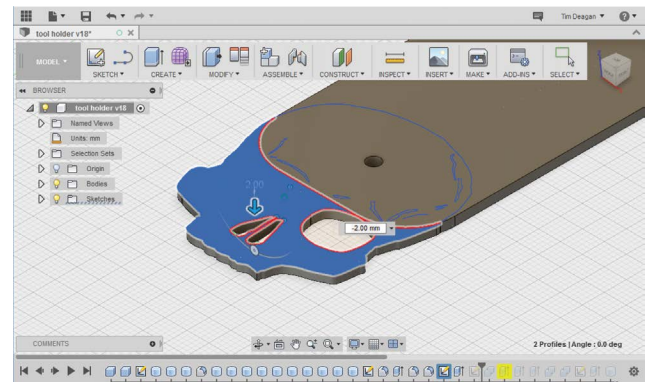 Tim Deagan
tool holder v18*
MODEL
SKETCH
CREATE
MODIFY
ASSEMBLE
CONSTRUCT
INSPECT
INSERT
MAKE
ADD-INS
SELECT
BROWSER
tool holder v18
Named Views
Units: mm
Selection Sets
Origin
Bodies
Sketches
2.00
-2.00 mm
COMMENTS
2 Profiles | Angle : 0.0 deg